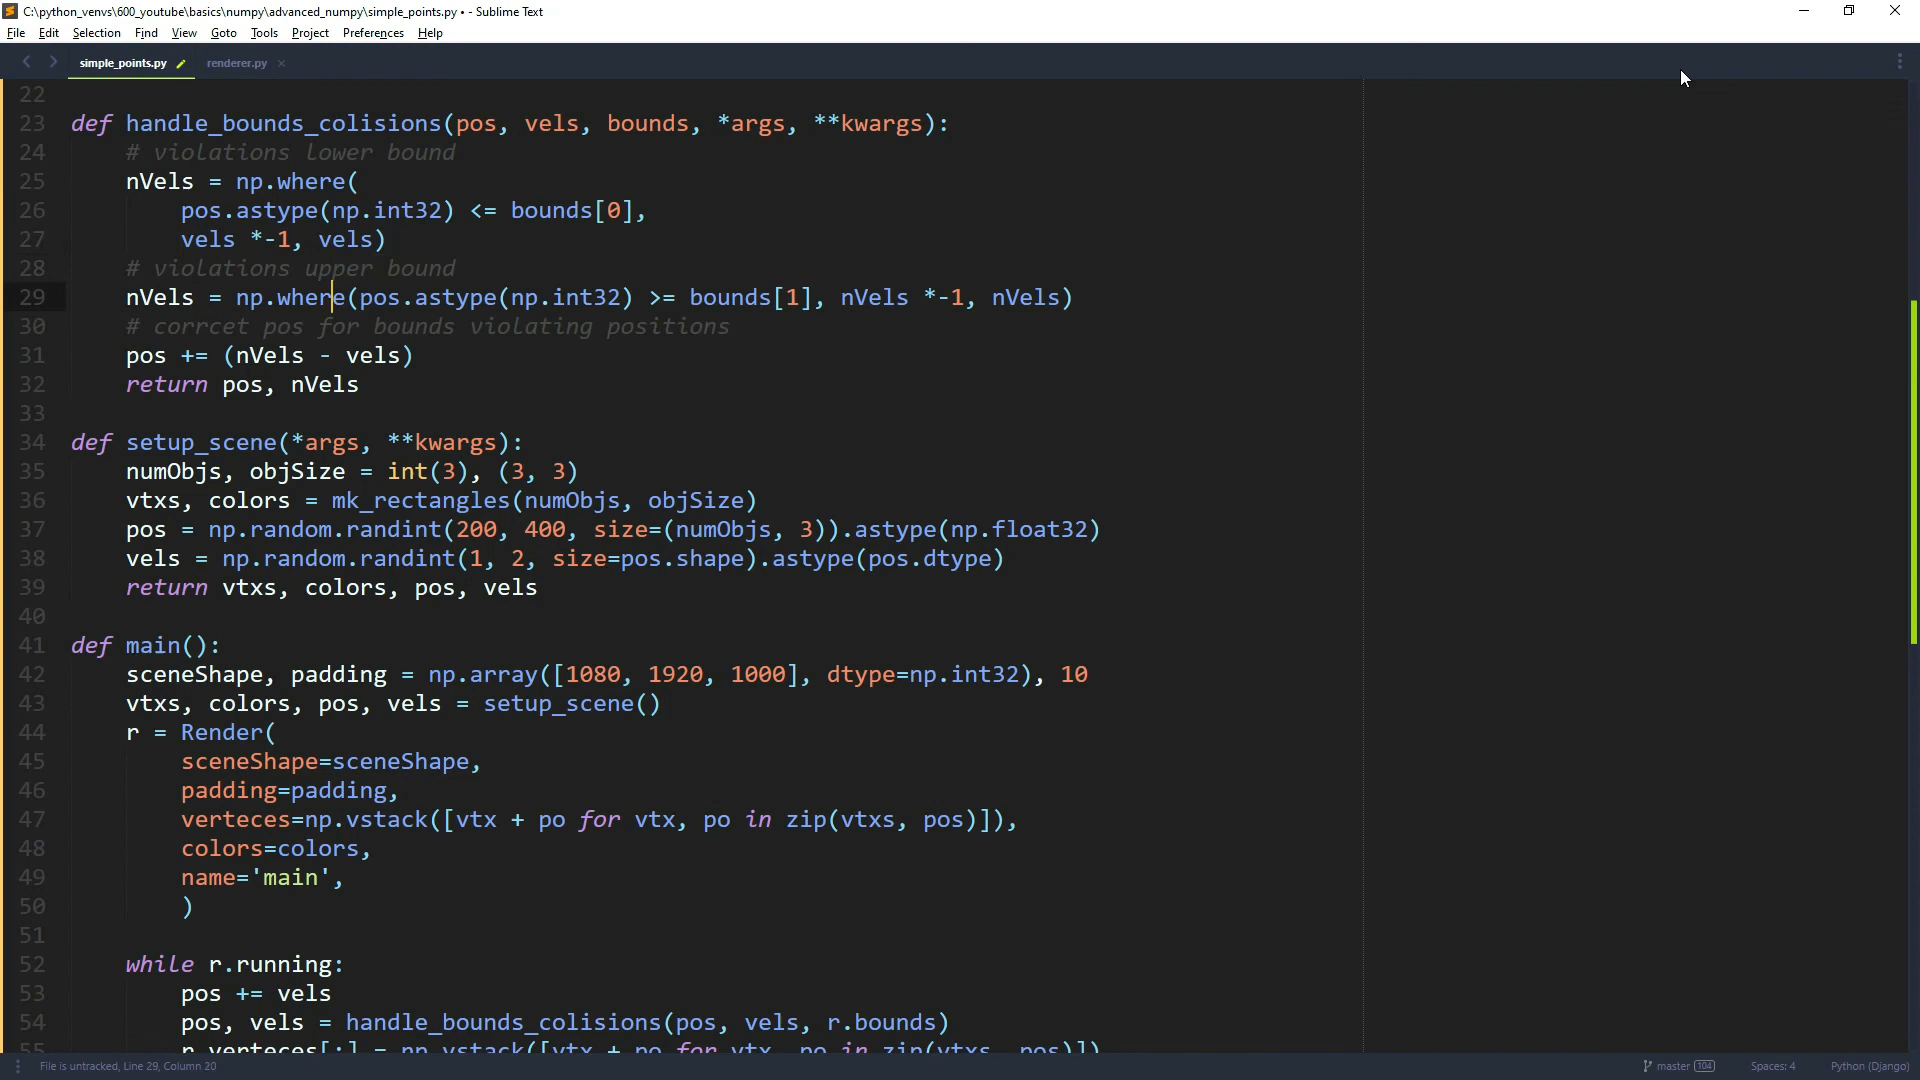 C:\python_venvs\600_youtube\basics\numpy\advanced_numpy\simple_points.py • - Sublime Text
File Edit Selection Find View Goto Tools Project Preferences Help
simple_points.py renderer.py
22
23 def handle_bounds_colisions(pos, vels, bounds, *args, **kwargs):
24 # violations lower bound
25 nVels = np.where(
26 pos.astype(np.int32) <= bounds[0],
27 vels *-1, vels)
28 # violations upper bound
29 nVels = np.where(pos.astype(np.int32) >= bounds[1], nVels *-1, nVels)
30 # corrcet pos for bounds violating positions
31 pos += (nVels - vels)
32 return pos, nVels
33
34 def setup_scene(*args, **kwargs):
35 numObjs, objSize = int(3), (3, 3)
36 vtxs, colors = mk_rectangles(numObjs, objSize)
37 pos = np.random.randint(200, 400, size=(numObjs, 3)).astype(np.float32)
38 vels = np.random.randint(1, 2, size=pos.shape).astype(pos.dtype)
39 return vtxs, colors, pos, vels
40
41 def main():
42 sceneShape, padding = np.array([1080, 1920, 1000], dtype=np.int32), 10
43 vtxs, colors, pos, vels = setup_scene()
44 r = Render(
45 sceneShape=sceneShape,
46 padding=padding,
47 verteces=np.vstack([vtx + po for vtx, po in zip(vtxs, pos)]),
48 colors=colors,
49 name='main',
50 )
51
52 while r.running:
53 pos += vels
54 pos, vels = handle_bounds_colisions(pos, vels, r.bounds)
55 r.verteces[:] = np.vstack([vtx + po for vtx, po in zip(vtxs, pos)])
File is untracked, Line 29, Column 20 master 104 Spaces: 4 Python (Django)